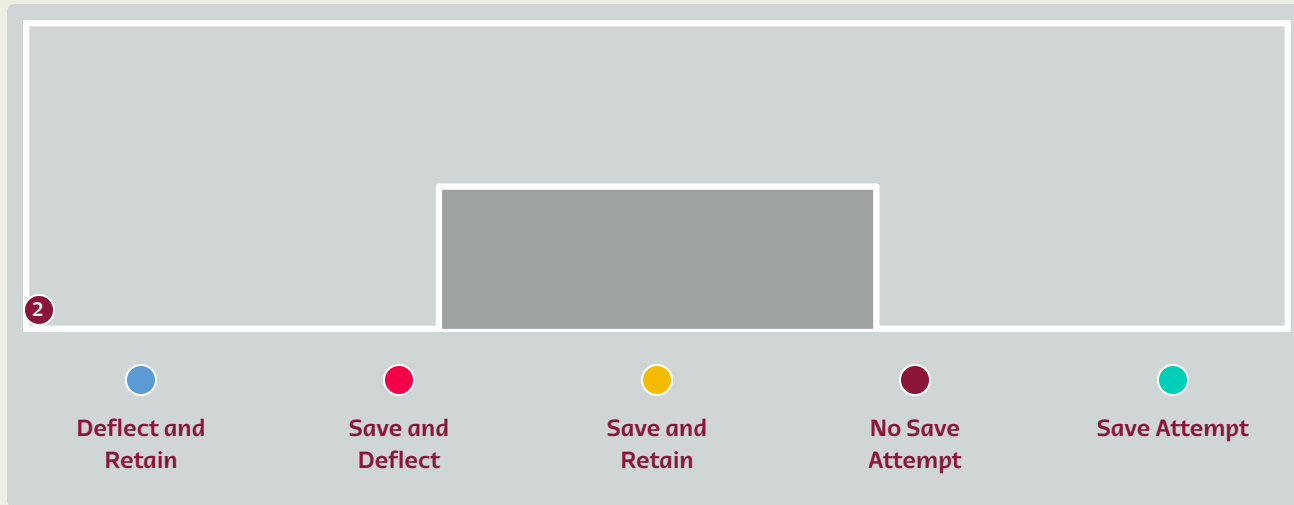 2
Deflect and
Retain
Save and
Deflect
Save and
Retain
No Save
Attempt
Save Attempt